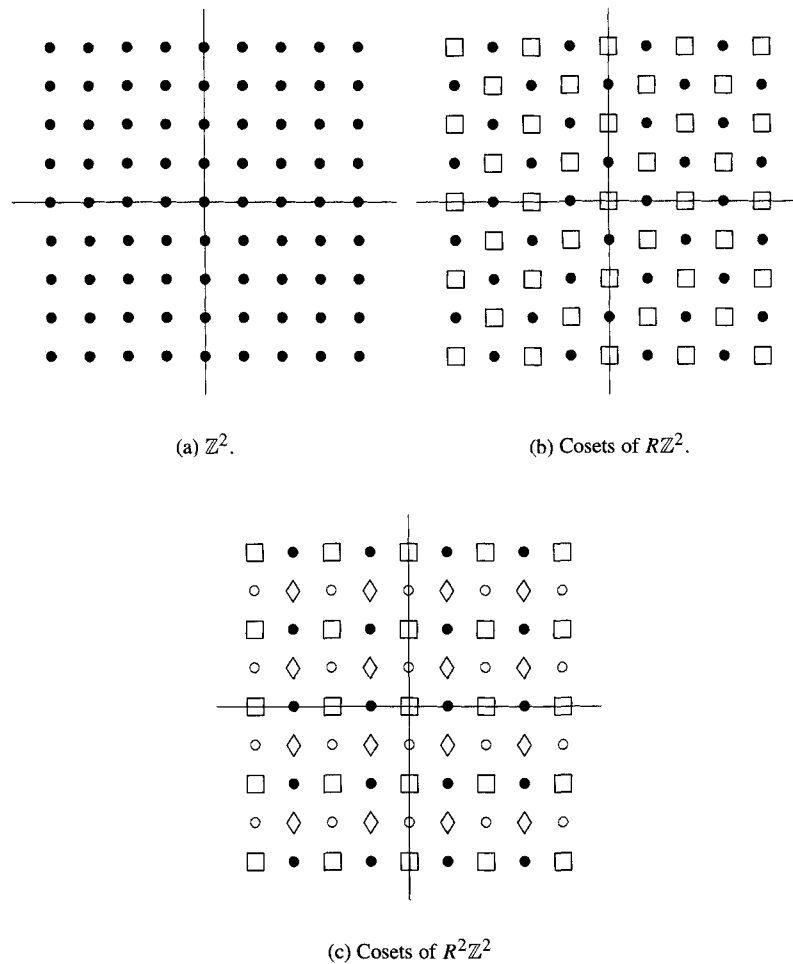 (a) ℤ².
(b) Cosets of Rℤ².
(c) Cosets of R²ℤ²